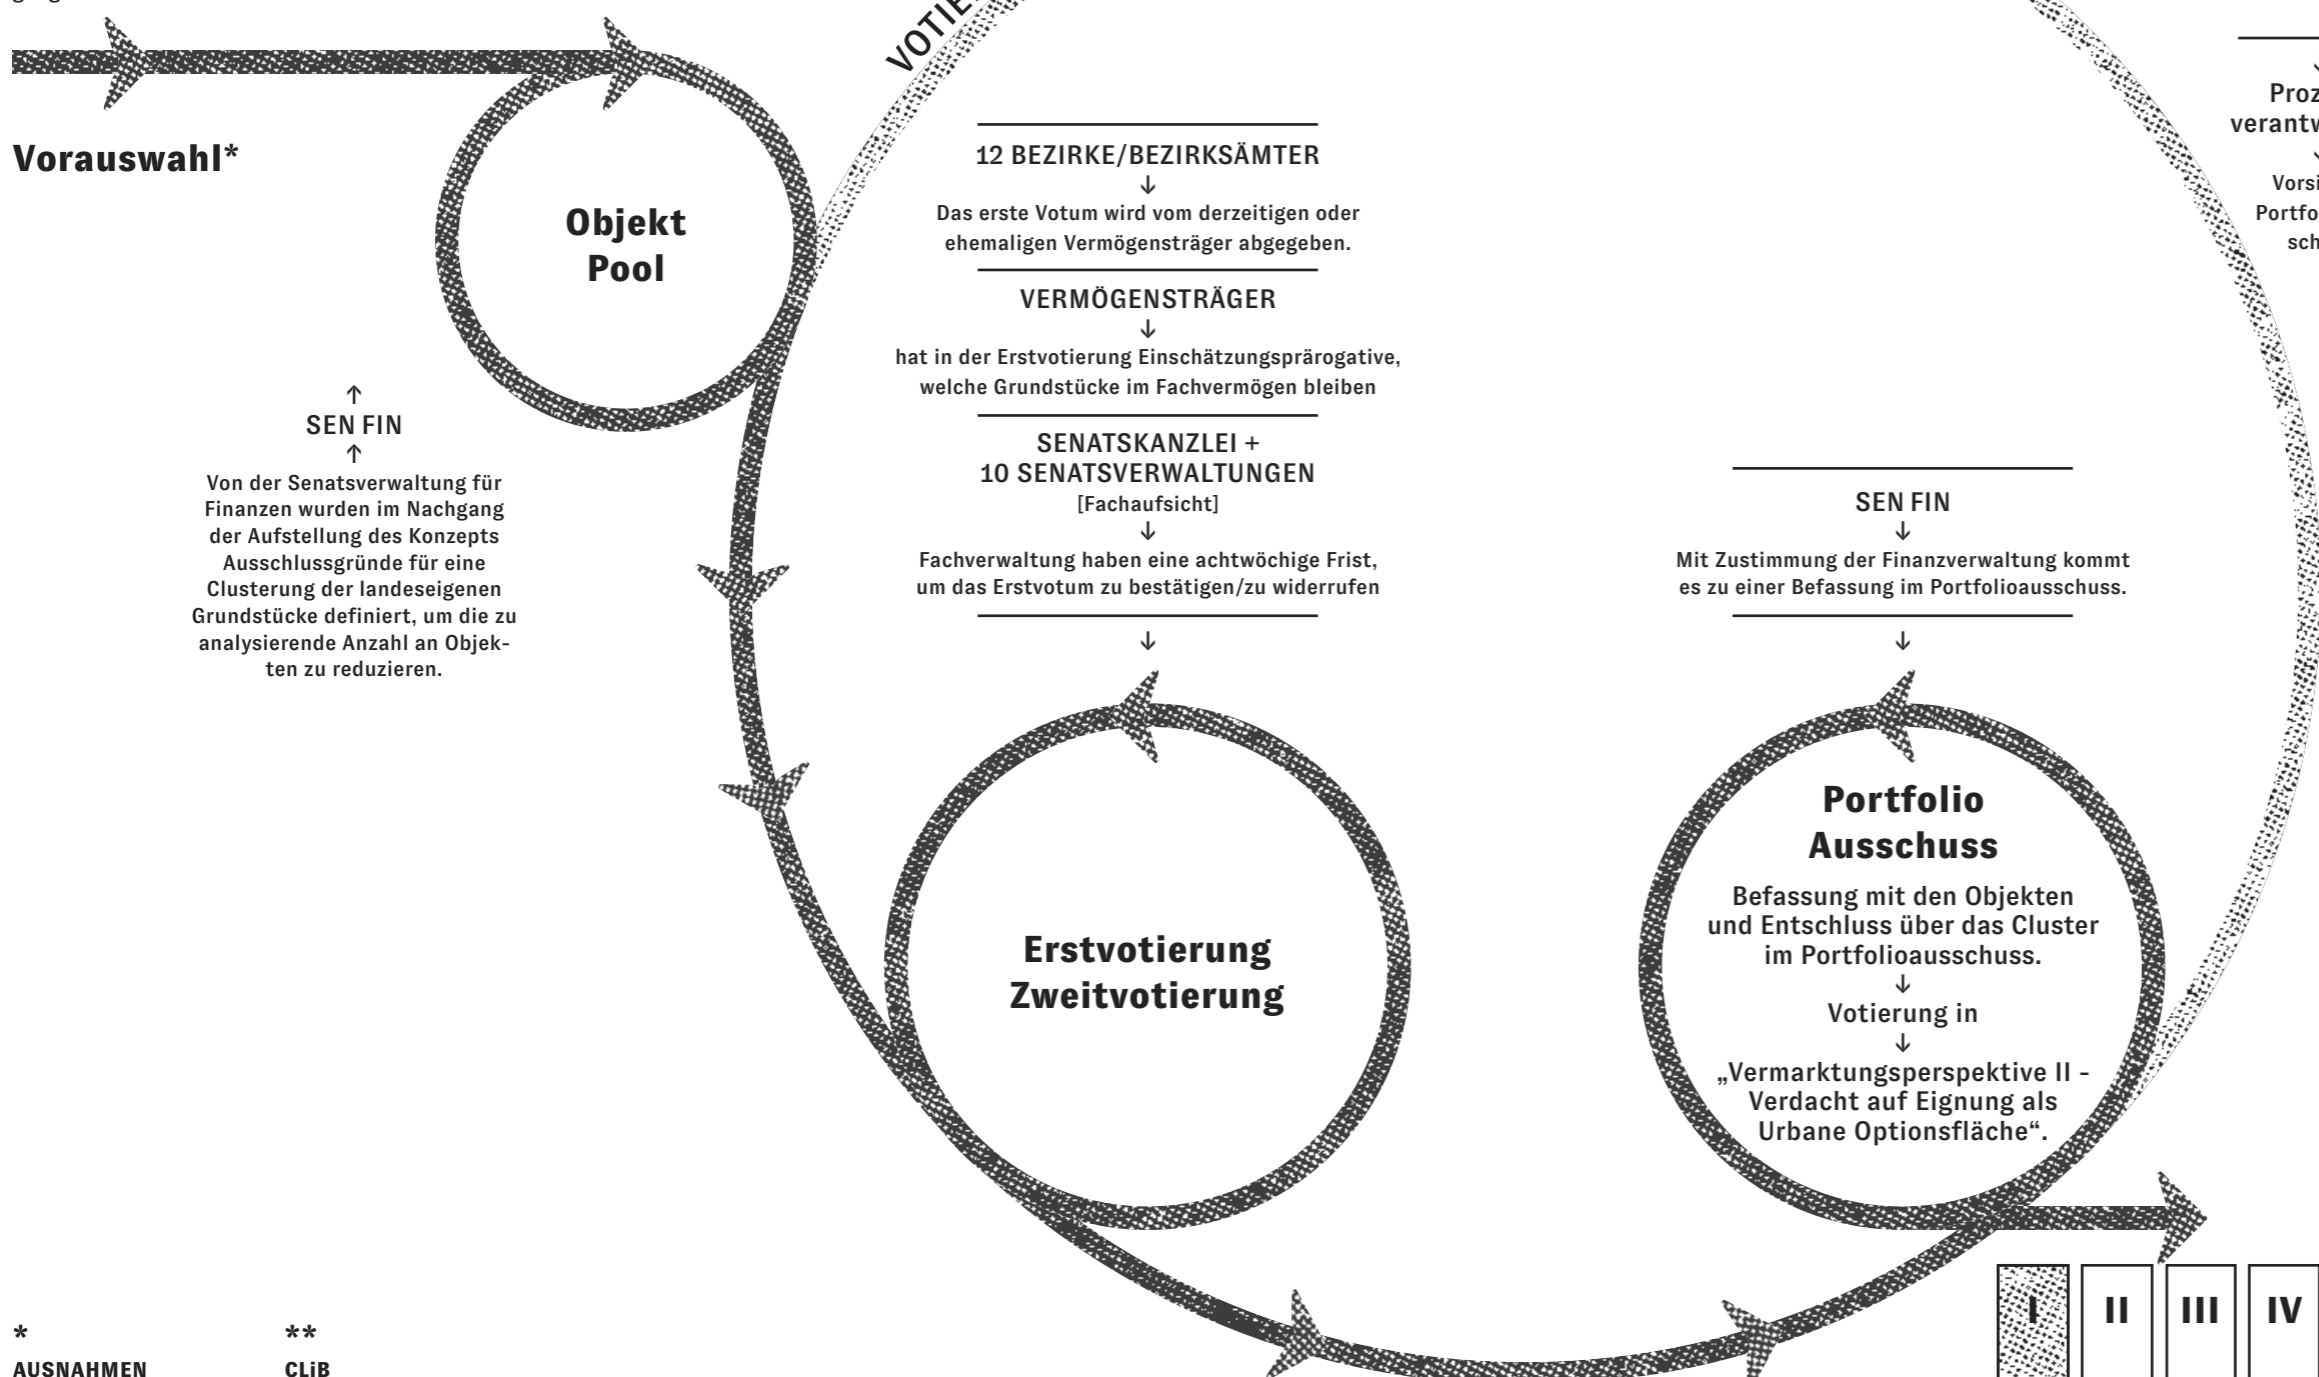 VOTIE
Vorauswahl*
Objekt
Pool
↑
SEN FIN
↑
Von der Senatsverwaltung für
Finanzen wurden im Nachgang
der Aufstellung des Konzepts
Ausschlussgründe für eine
Clusterung der landeseigenen
Grundstücke definiert, um die zu
analysierende Anzahl an Objek-
ten zu reduzieren.
12 BEZIRKE/BEZIRKSÄMTER
↓
Das erste Votum wird vom derzeitigen oder
ehemaligen Vermögensträger abgegeben.
VERMÖGENSTRÄGER
↓
hat in der Erstvotierung Einschätzungsprärogative,
welche Grundstücke im Fachvermögen bleiben
SENATSKANZLEI +
10 SENATSVERWALTUNGEN
[Fachaufsicht]
↓
Fachverwaltung haben eine achtwöchige Frist,
um das Erstvotum zu bestätigen/zu widerrufen
↓
Erstvotierung
Zweitvotierung
SEN FIN
↓
Mit Zustimmung der Finanzverwaltung kommt
es zu einer Befassung im Portfolioausschuss.
↓
Portfolio
Ausschuss
Befassung mit den Objekten
und Entschluss über das Cluster
im Portfolioausschuss.
↓
Votierung in
↓
„Vermarktungsperspektive II -
Verdacht auf Eignung als
Urbane Optionsfläche“.
Proz
verantw
Vorsi
Portfo
sch
I
II
III
IV
*
AUSNAHMEN
**
CLiB